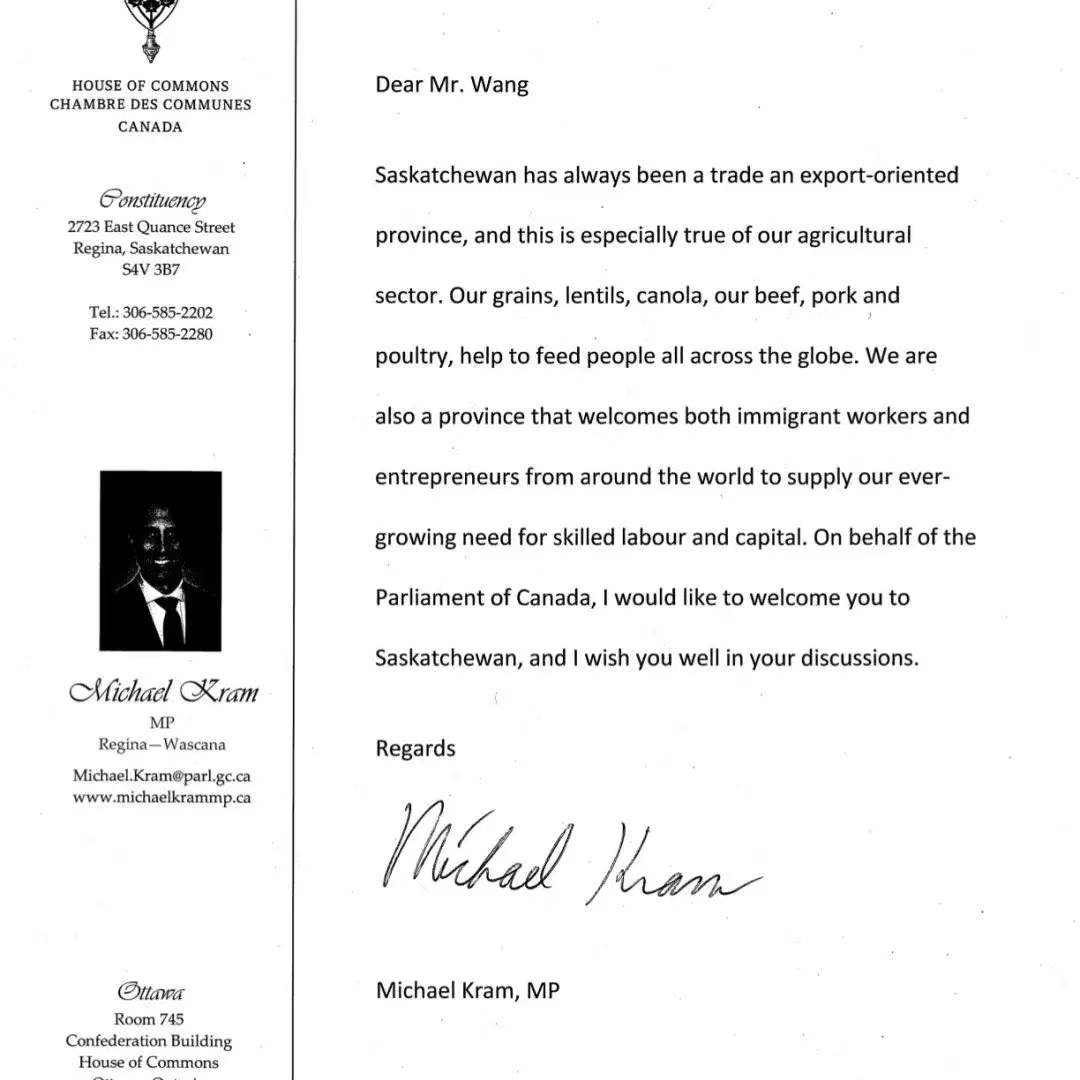 HOUSE OF COMMONS
CHAMBRE DES COMMUNES
CANADA
Constituency
2723 East Quance Street
Regina, Saskatchewan
S4V 3B7
Tel.: 306-585-2202
Fax: 306-585-2280
Michael Kram
MP
Regina—Wascana
Michael.Kram@parl.gc.ca
www.michaelkrammp.ca
Ottawa
Room 745
Confederation Building
House of Commons
Dear Mr. Wang
Saskatchewan has always been a trade an export-oriented
province, and this is especially true of our agricultural
sector. Our grains, lentils, canola, our beef, pork and
poultry, help to feed people all across the globe. We are
also a province that welcomes both immigrant workers and
entrepreneurs from around the world to supply our ever-
growing need for skilled labour and capital. On behalf of the
Parliament of Canada, I would like to welcome you to
Saskatchewan, and I wish you well in your discussions.
Regards
Michael Kram
Michael Kram, MP